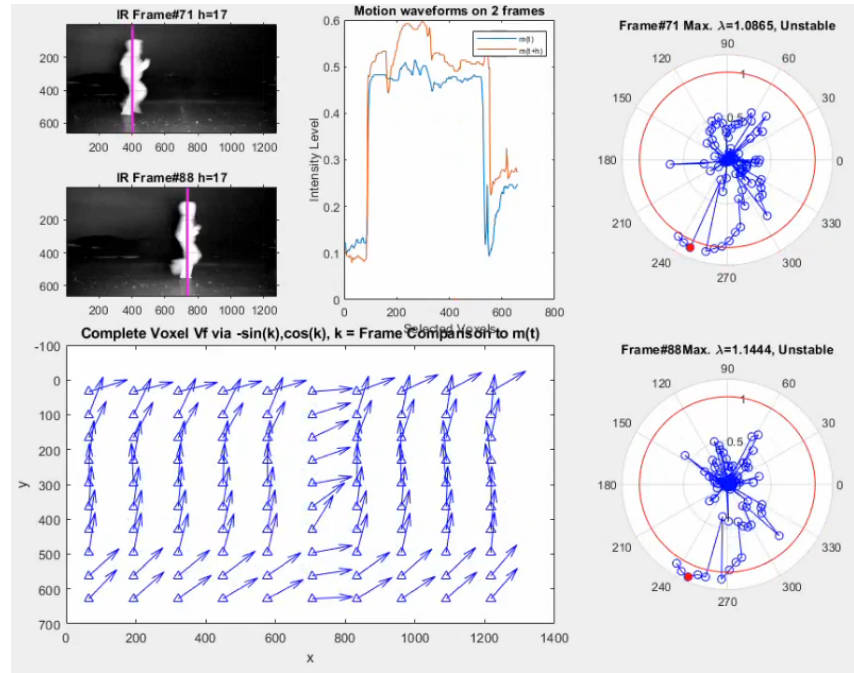 IR Frame#71 h=17
0
200
400
600
200 400 600 800 1000 1200
IR Frame#88 h=17
0
200
400
600
200 400 600 800 1000 1200
Motion waveforms on 2 frames
m(t)
m(t+h)
Intensity Level
0.6
0.5
0.4
0.3
0.2
0.1
0
0 200 400 600 800
Selected Voxels
Frame#71 Max. λ=1.0865, Unstable
90
120 60
150 30
180 0
210 330
240 300
270
1
0.5
Complete Voxel Vf via -sin(k),cos(k), k = Frame Comparison to m(t)
-100
0
100
200
300
400
500
600
700
y
0 200 400 600 800 1000 1200 1400
x
Frame#88Max. λ=1.1444, Unstable
90
120 60
150 30
180 0
210 330
240 300
270
1
0.5